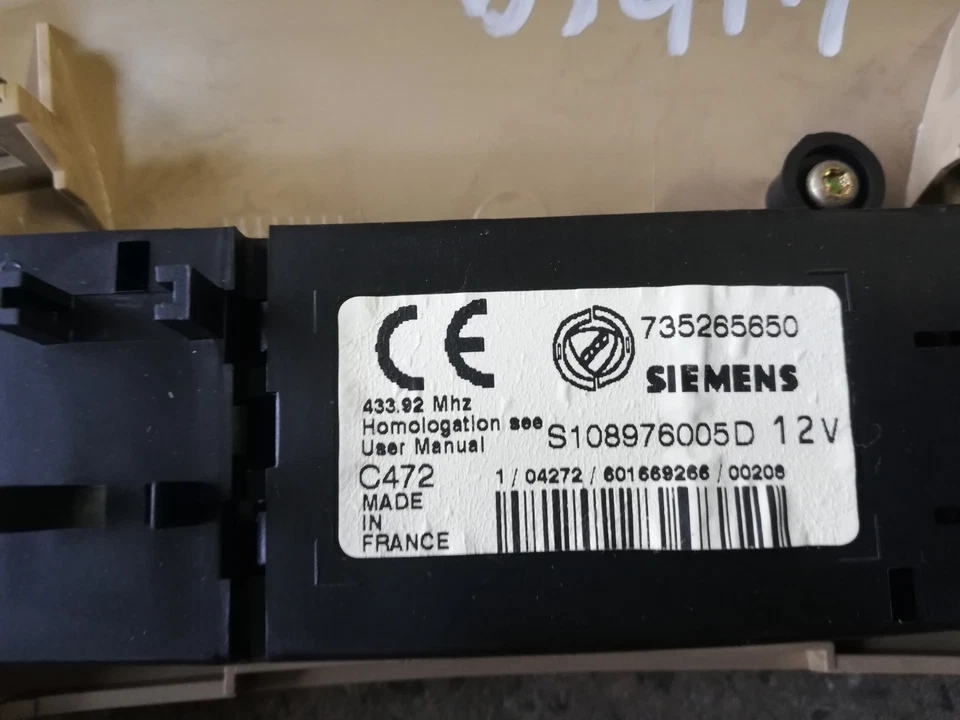 CE
735265650
SIEMENS
433.92 Mhz
Homologation see
User Manual
S108976005D 12V
C472
1/04272/601669266/00208
MADE
IN
FRANCE